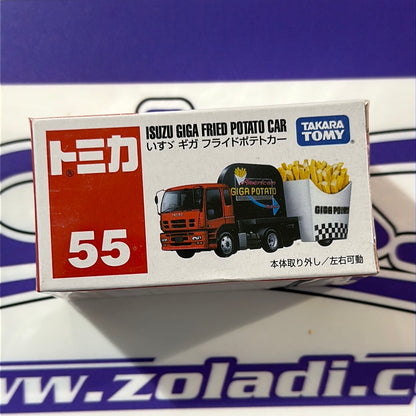 トミカ
ISUZU GIGA FRIED POTATO CAR
いすゞ ギガ フライドポテトカー
TAKARA
TOMY
GIGA POTATO
GIGA POTATO
55
本体取り外し／左右可動
www.zoladi.c